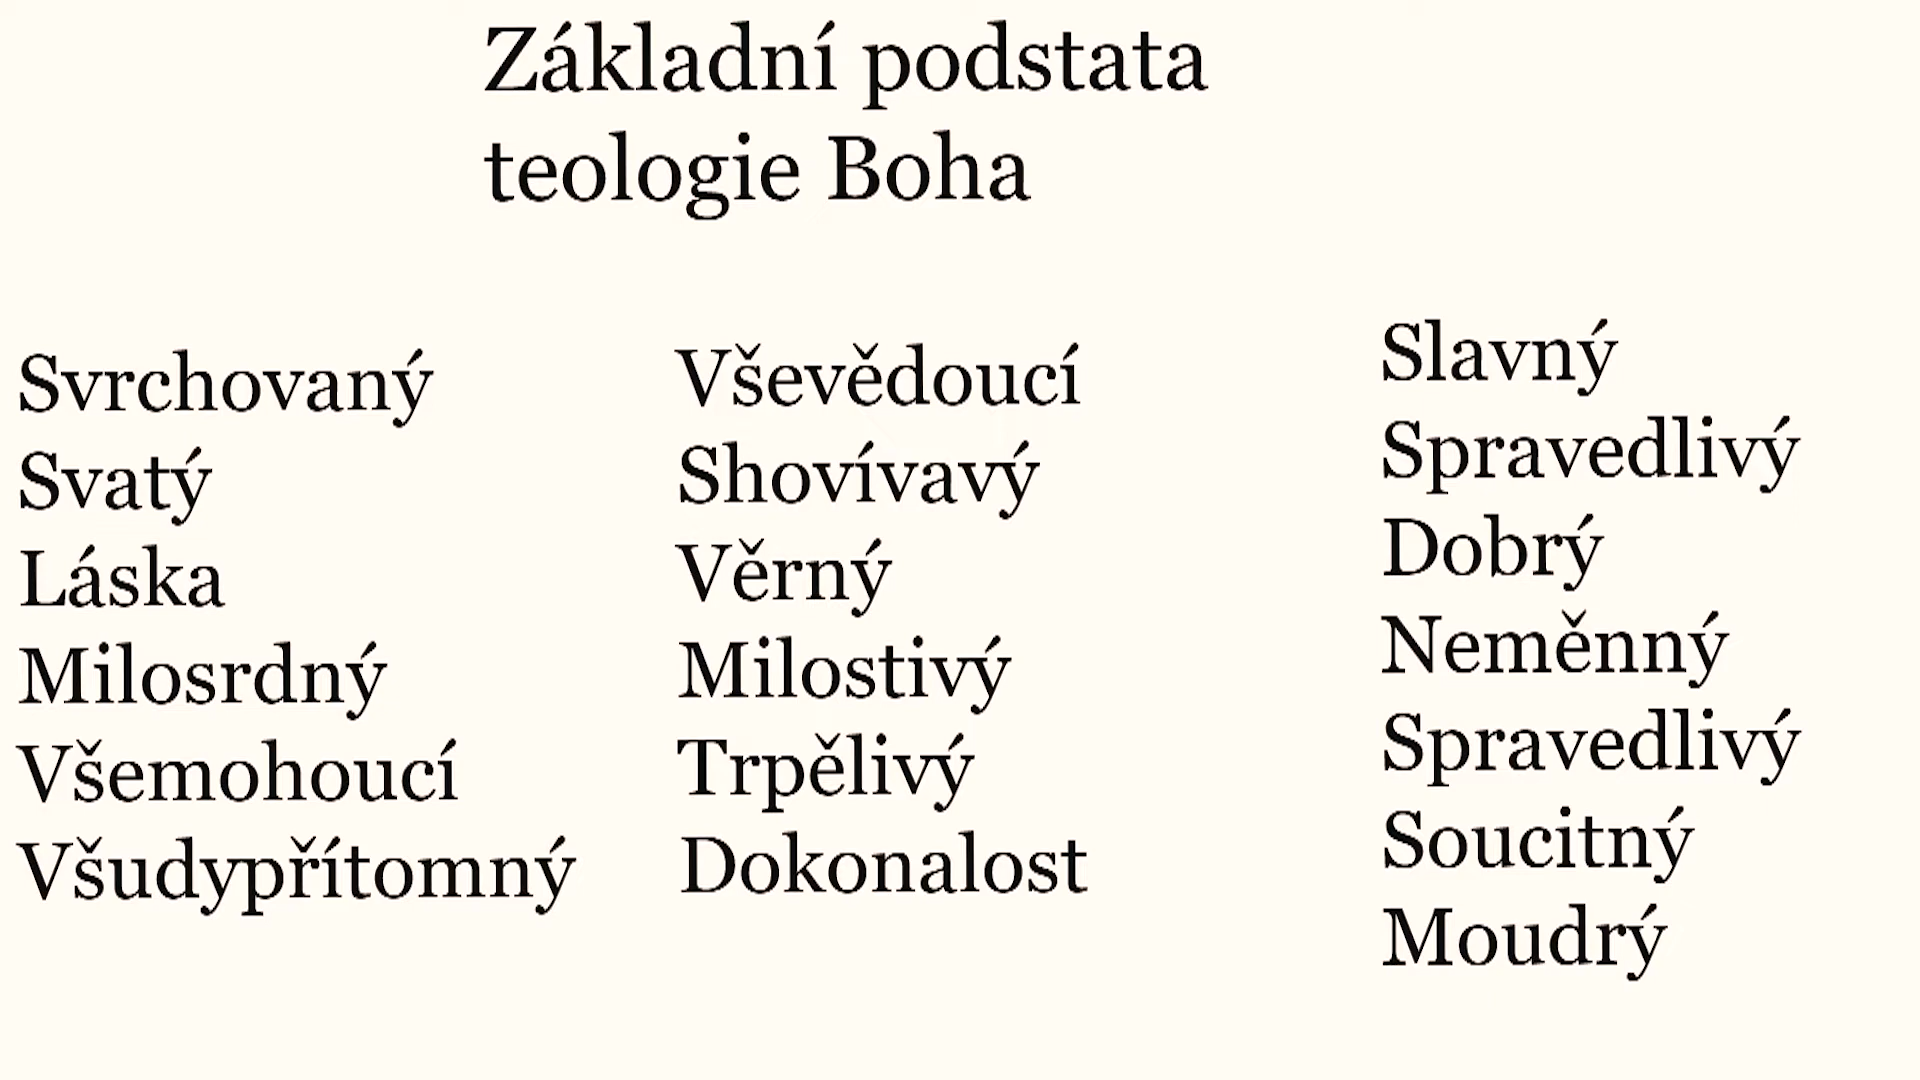 Základní podstata
teologie Boha
Svrchovaný
Svatý
Láska
Milosrdný
Všemohoucí
Všudypřítomný
Vševědoucí
Shovívavý
Věrný
Milostivý
Trpělivý
Dokonalost
Slavný
Spravedlivý
Dobrý
Neměnný
Spravedlivý
Soucitný
Moudrý